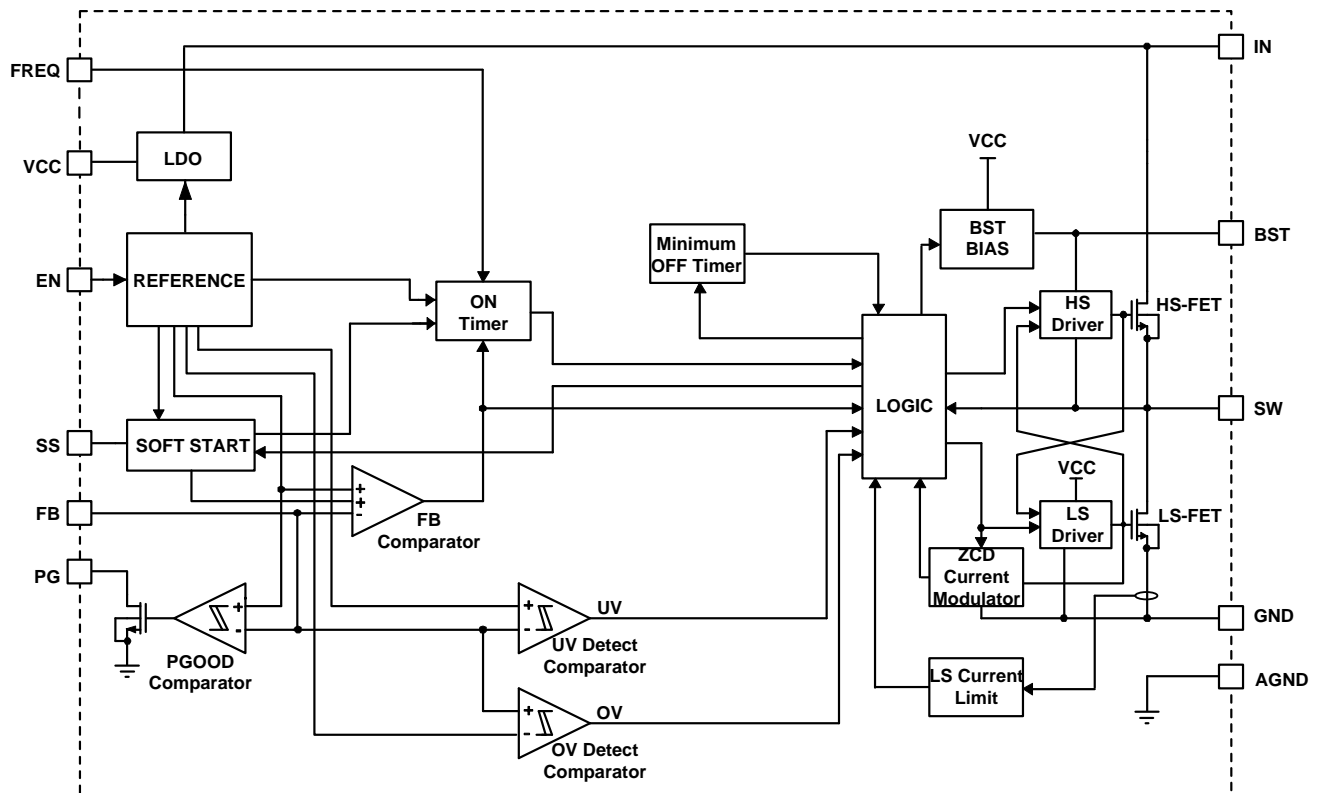 IN
FREQ
VCC
LDO
VCC
BST
BIAS
BST
Minimum
OFF Timer
EN
REFERENCE
ON
Timer
HS
Driver
HS-FET
LOGIC
SW
SS
SOFT START
VCC
+
+
-
FB
FB
Comparator
LS
Driver
LS-FET
ZCD
Current
Modulator
PG
+
-
PGOOD
Comparator
+
-
UV
UV Detect
Comparator
GND
LS Current
Limit
AGND
+
-
OV
OV Detect
Comparator